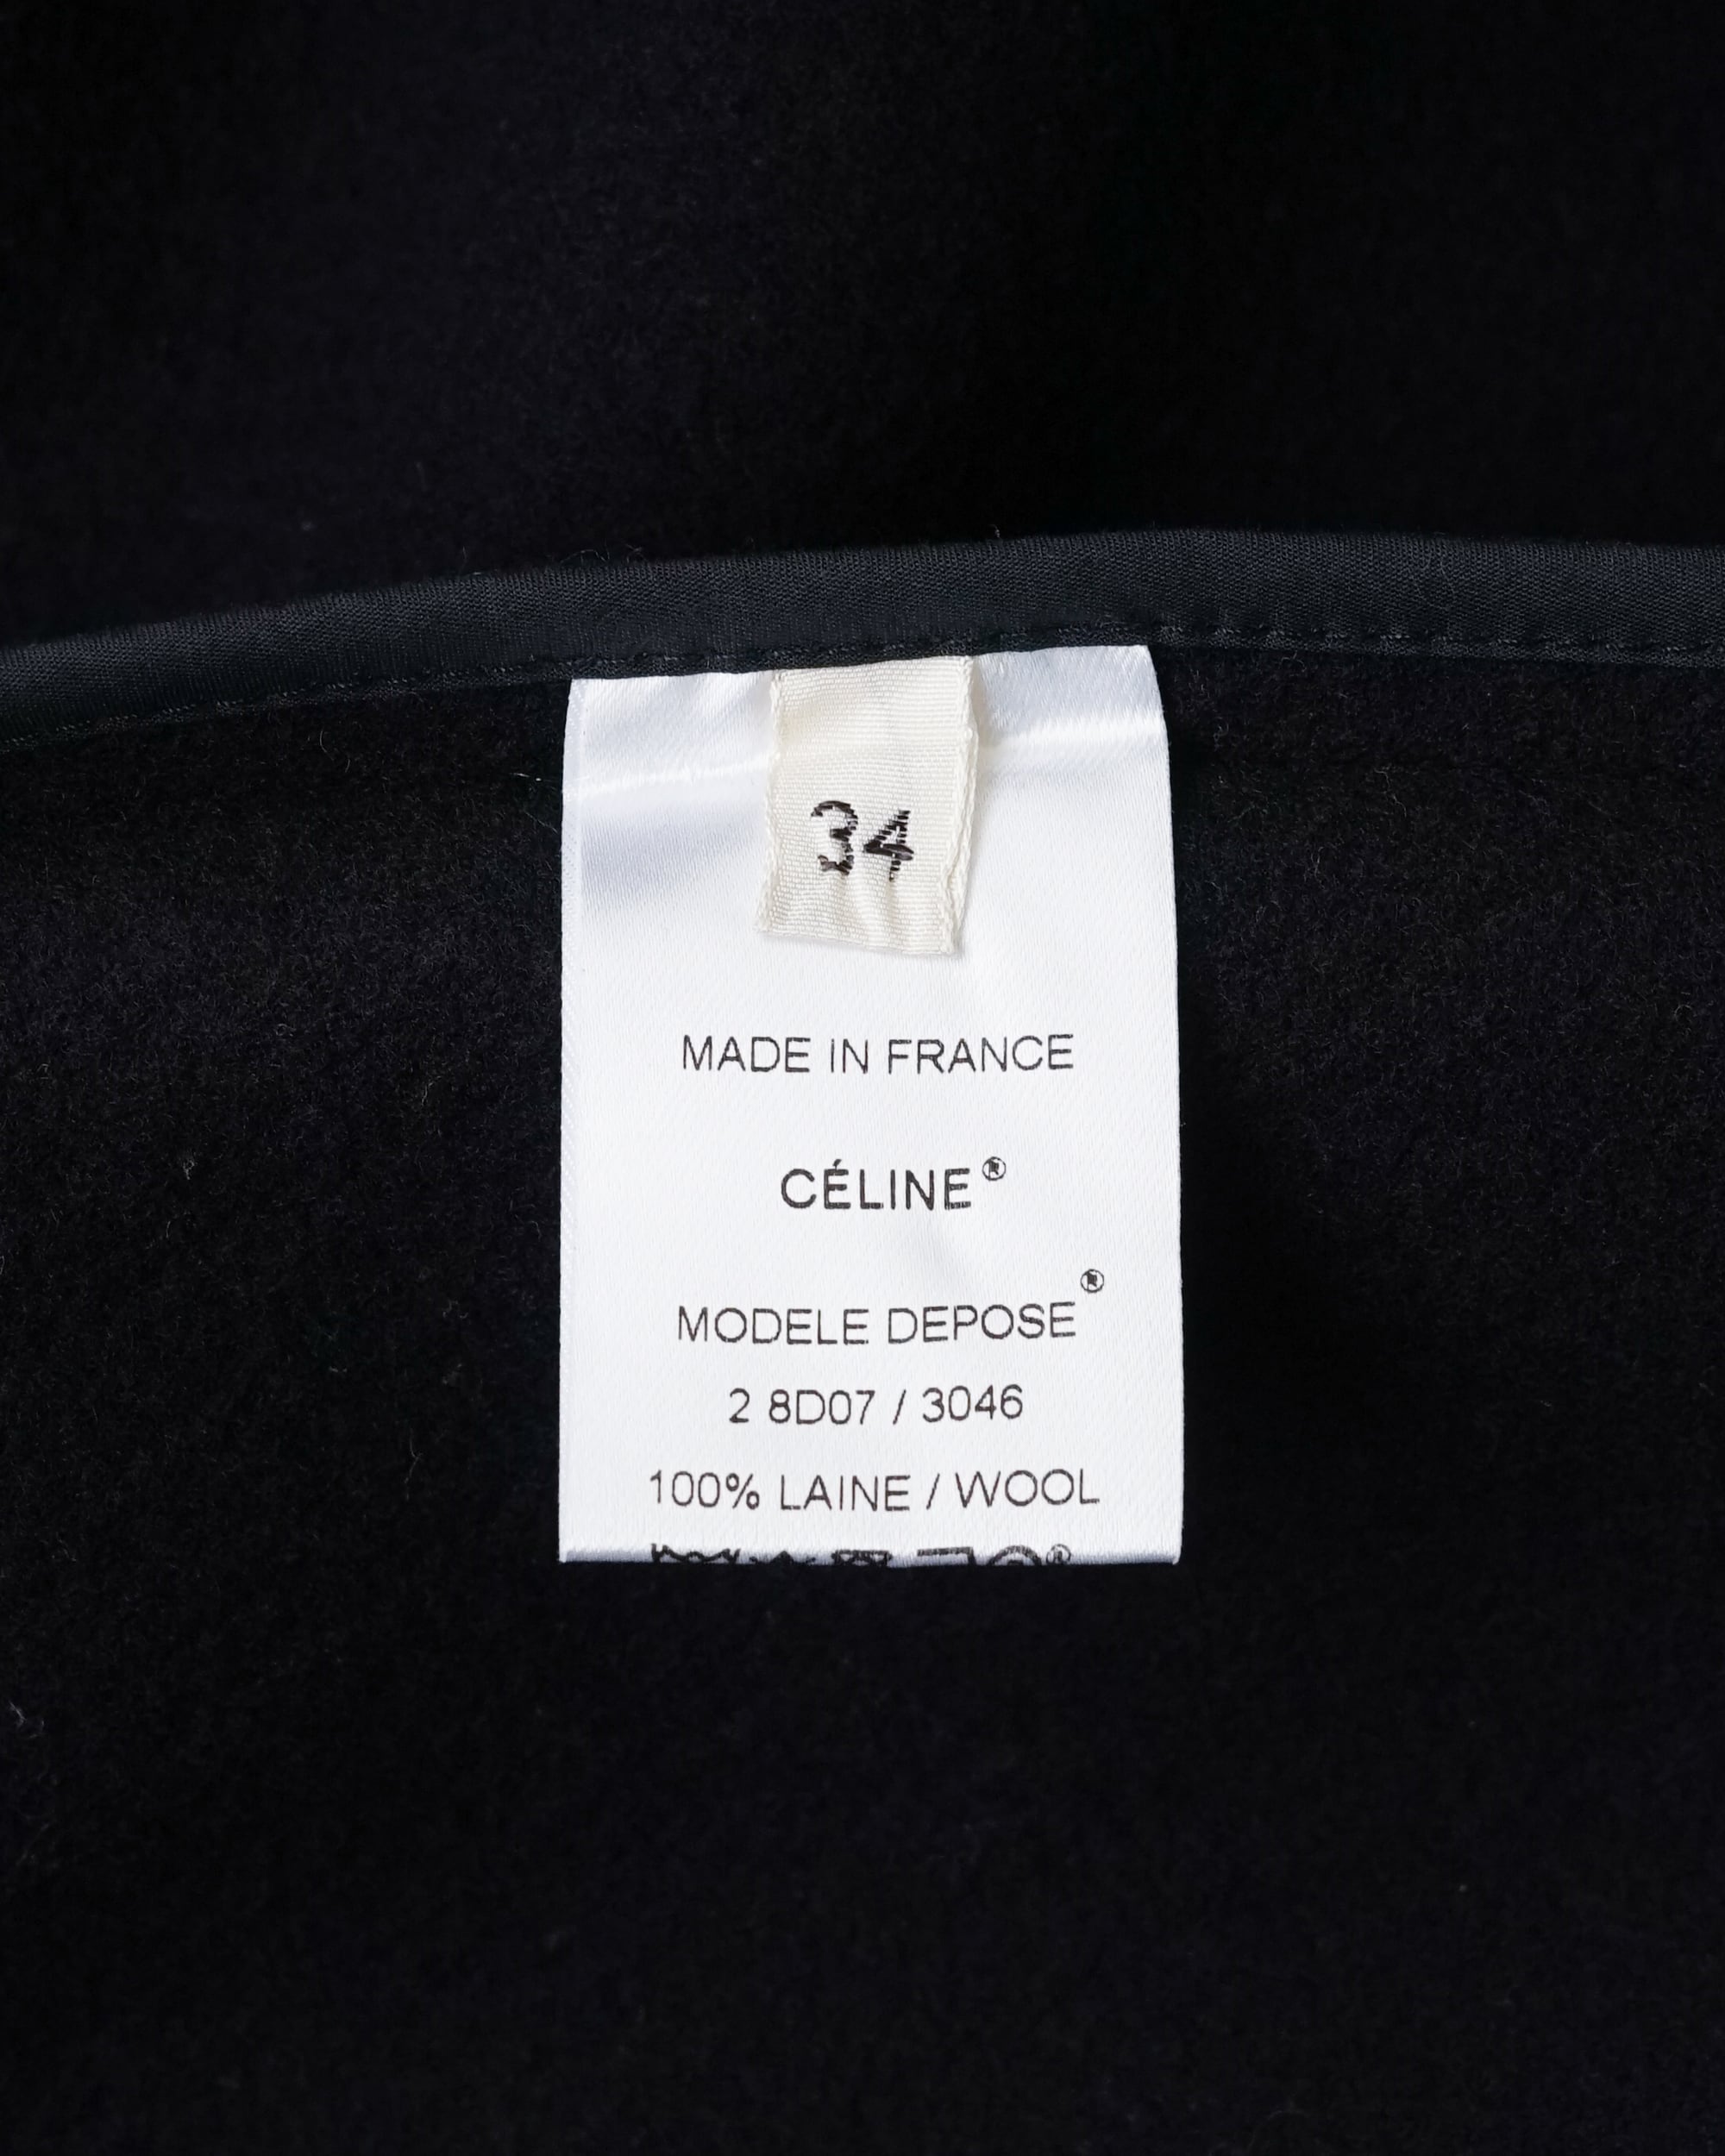 34
MADE IN FRANCE
CÉLINE®
MODELE DEPOSE®
2 8D07 / 3046
100% LAINE / WOOL